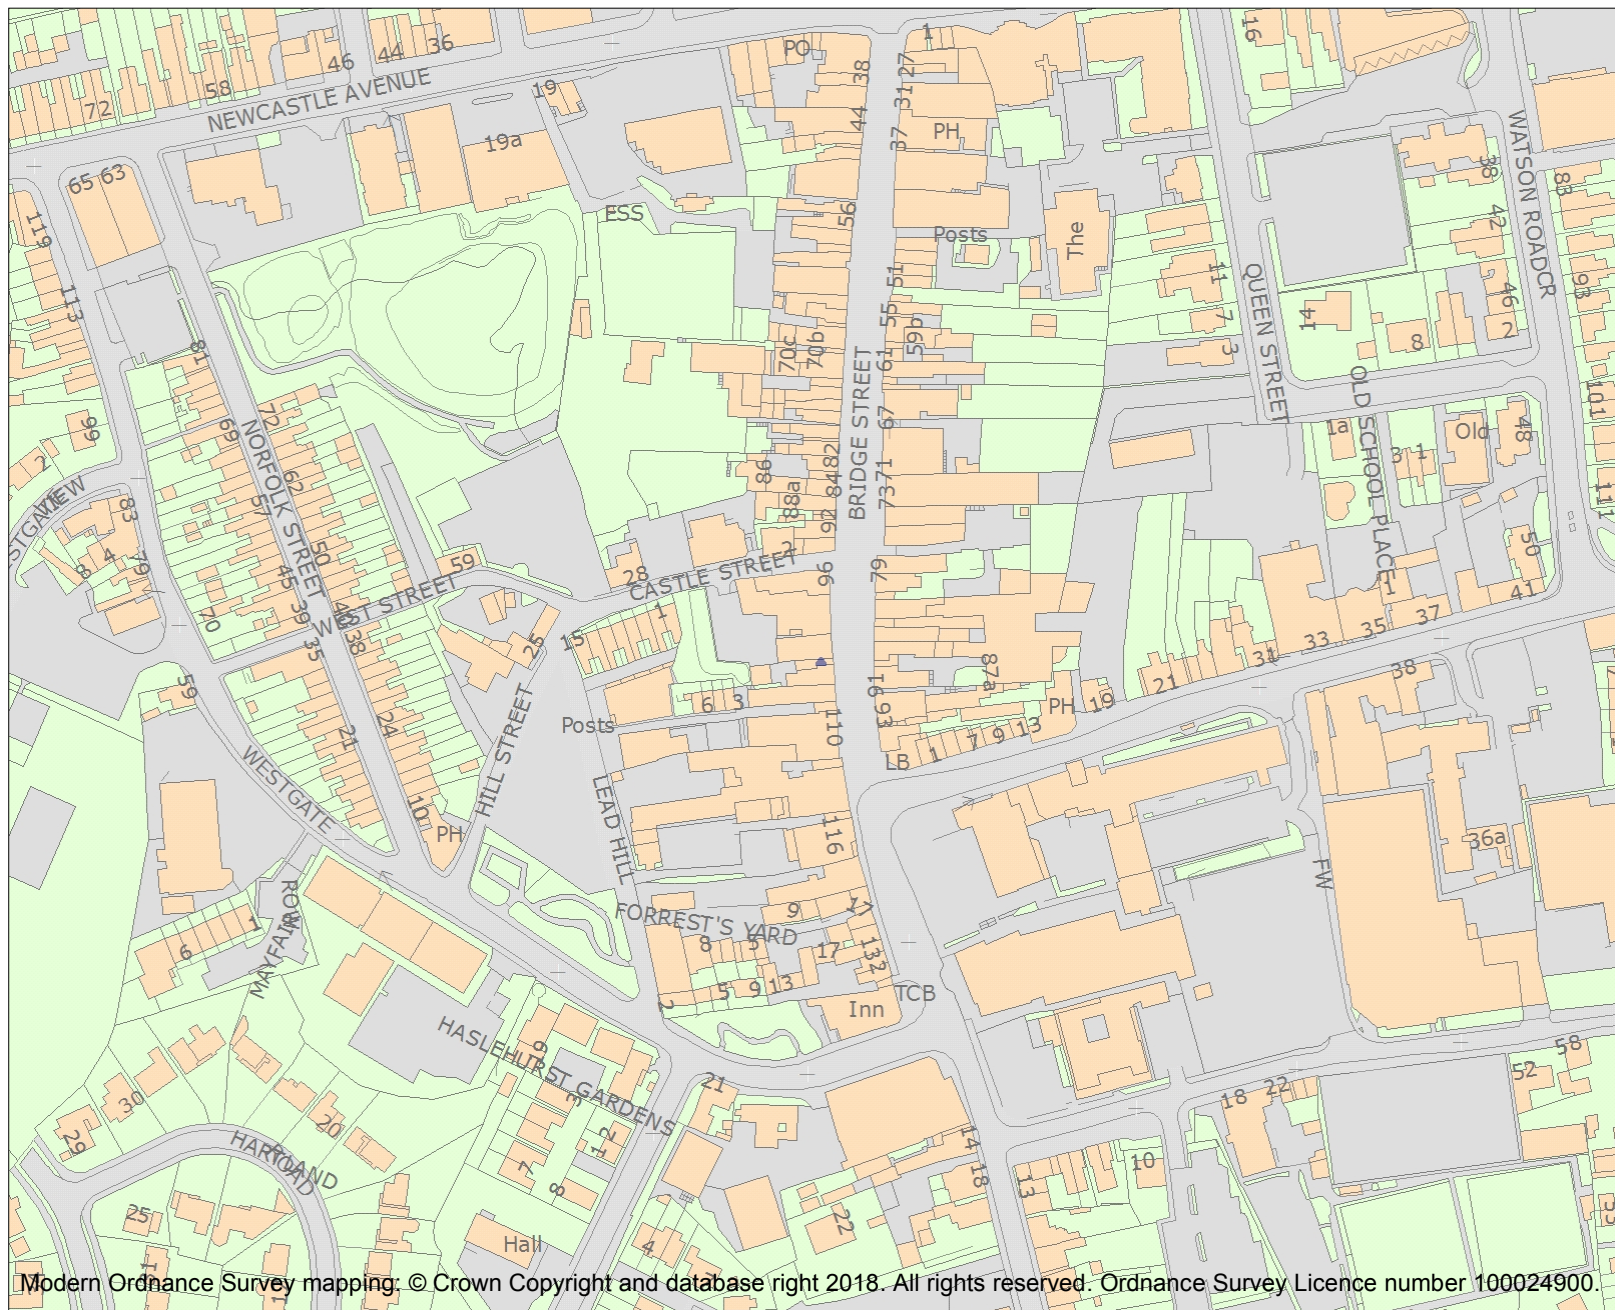 1
16
PO
36
44
46
38
27
58
19
NEWCASTLE AVENUE
31
72
44
PH
37
19a
WATSON ROAD
CR
38
65 63
83
56
42
ESS
119
Posts
The
51
11
QUEEN STREET
93
46
113
55
7
14
2
59b
70b
70c
81
3
8
61
BRIDGE STREET
OLD SCHOOL PLACE
101
72
67
69
99
1a
Old
48
NORFOLK STREET
82
84
3
1
2
86
71
73
62
88a
57
VIEW
111
83
92
50
50
2
4
79
59
CASTLE STREET
8
28
96
79
45
1
41
WEST STREET
39
1
37
70
38
35
15
25
33
35
31
87a
38
59
91
21
6
3
93
PH
19
24
Posts
110
13
21
7
9
HILL STREET
1
LB
WESTGATE
LEAD HILL
10
PH
116
36a
FW
MAYFAIR
ROW
FORREST'S YARD
9
17
1
6
8
5
17
132
5
9
13
2
TCB
Inn
HASLEHURST GARDENS
9
58
52
21
3
22
18
30
20
29
1 2
14
HARTLAND
ROAD
7
10
18
13
8
25
22
4
Hall
Modern Ordnance Survey mapping: © Crown Copyright and database right 2018. All rights reserved. Ordnance Survey Licence number 100024900.